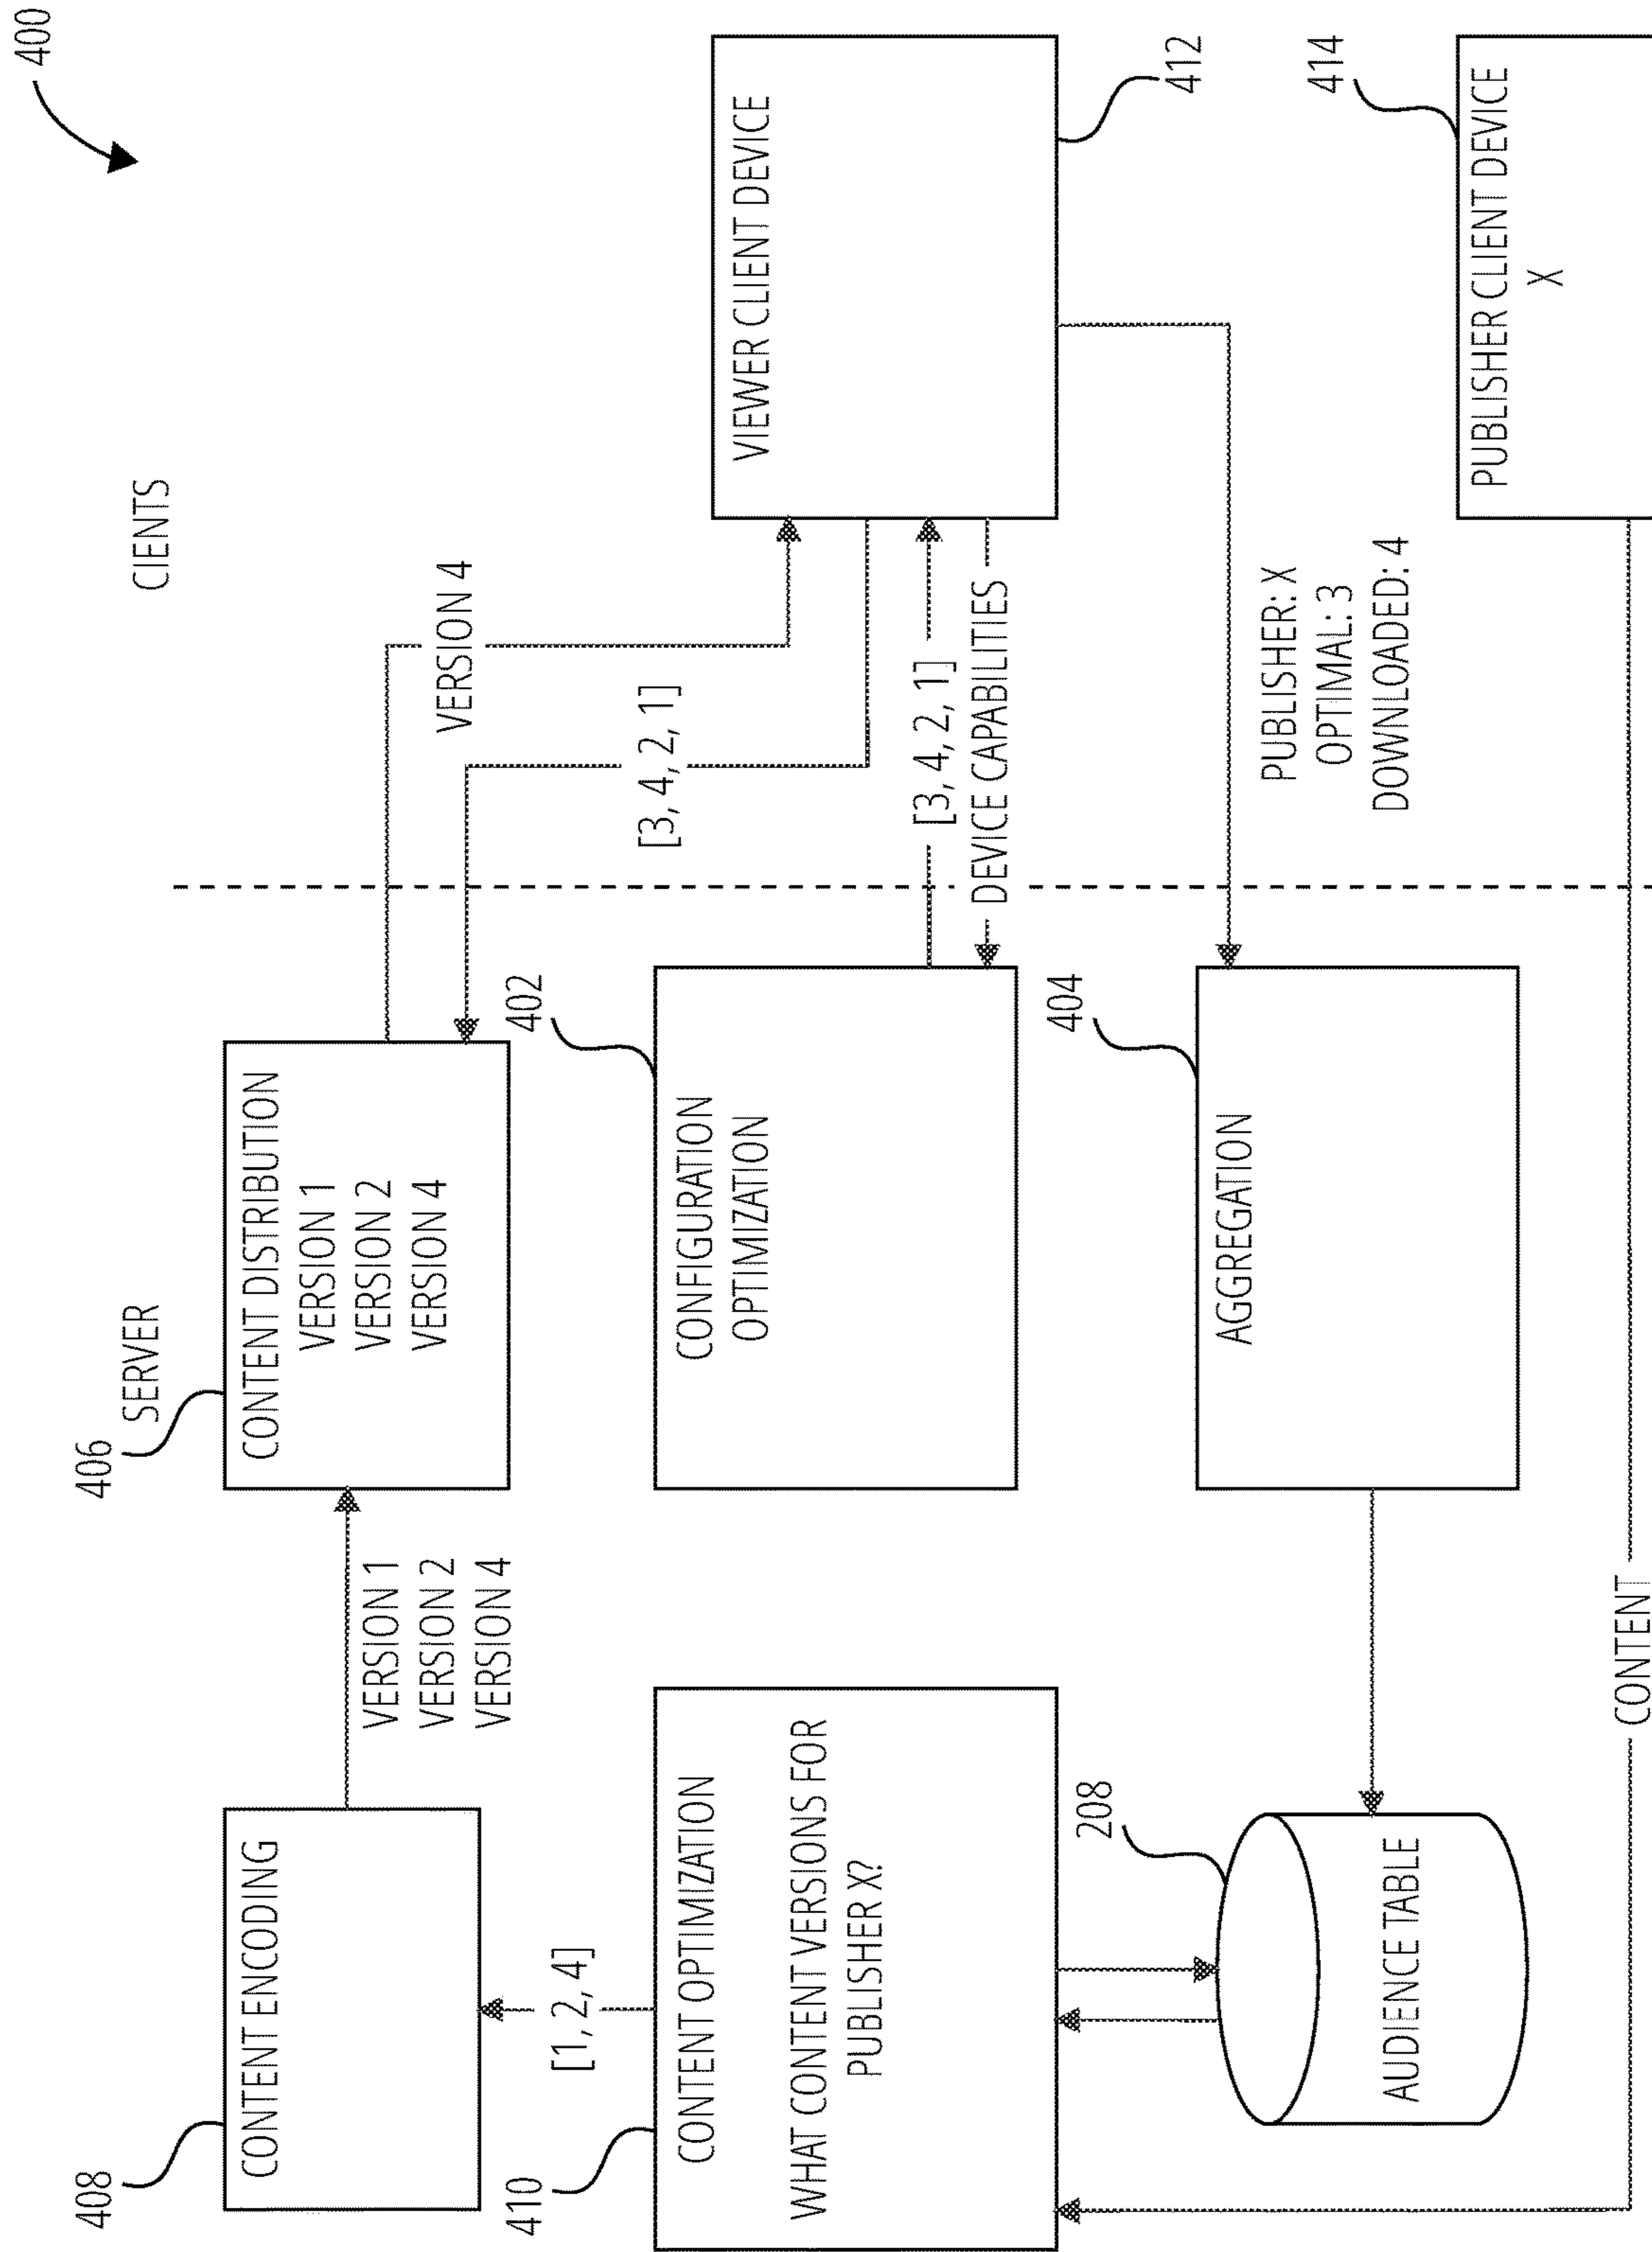 400
SERVER
CIENTS
408
CONTENT ENCODING
VERSION 1
VERSION 2
VERSION 4
406
CONTENT DISTRIBUTION
VERSION 1
VERSION 2
VERSION 4
VERSION 4
[3, 4, 2, 1]
[1, 2, 4]
410
CONTENT OPTIMIZATION
WHAT CONTENT VERSIONS FOR
PUBLISHER X?
402
CONFIGURATION
OPTIMIZATION
[3, 4, 2, 1]
DEVICE CAPABILITIES
VIEWER CLIENT DEVICE
412
208
AUDIENCE TABLE
404
AGGREGATION
PUBLISHER: X
OPTIMAL: 3
DOWNLOADED: 4
414
PUBLISHER CLIENT DEVICE
X
CONTENT